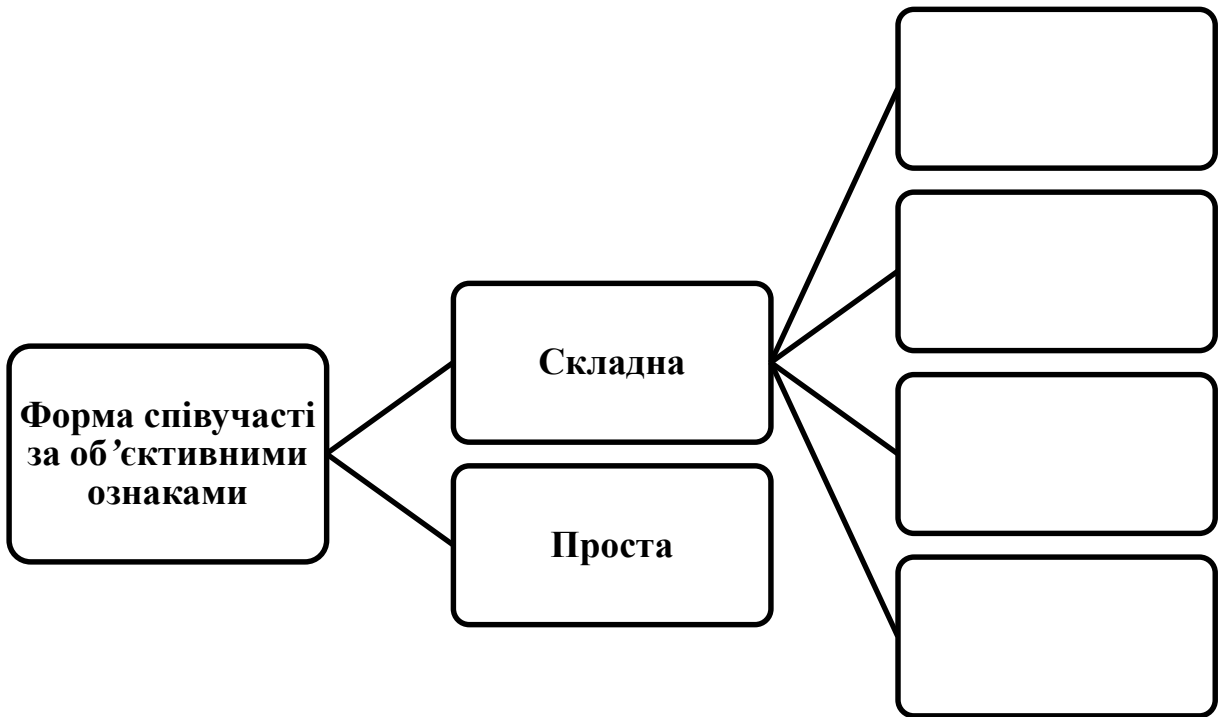 Форма співучасті
за об’єктивними
ознаками
Складна
Проста